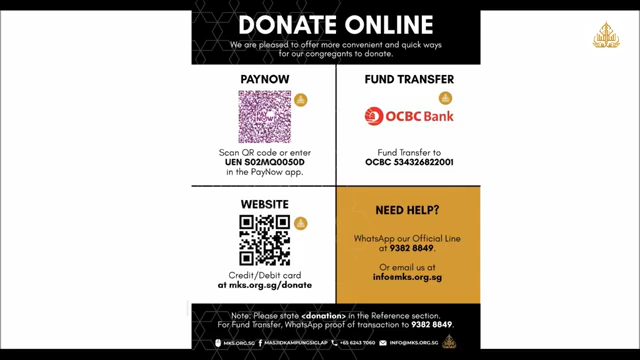 DONATE ONLINE
We are pleased to offer more convenient and quick ways
for our congregants to donate.
PAYNOW
PAY
NOW
Scan QR code or enter
UEN S02MQ0050D
in the PayNow app.
FUND TRANSFER
OCBC Bank
Fund Transfer to
OCBC 534326822001
WEBSITE
Credit/Debit card
at mks.org.sg/donate
NEED HELP?
WhatsApp our Official Line
at 9382 8849.
Or email us at
info@mks.org.sg
Note: Please state <donation> in the Reference section.
For Fund Transfer, WhatsApp proof of transaction to 9382 8849.
MKS.ORG.SG MASJIDKAMPUNGSIGLAP +65 6243 7060 INFO@MKS.ORG.SG